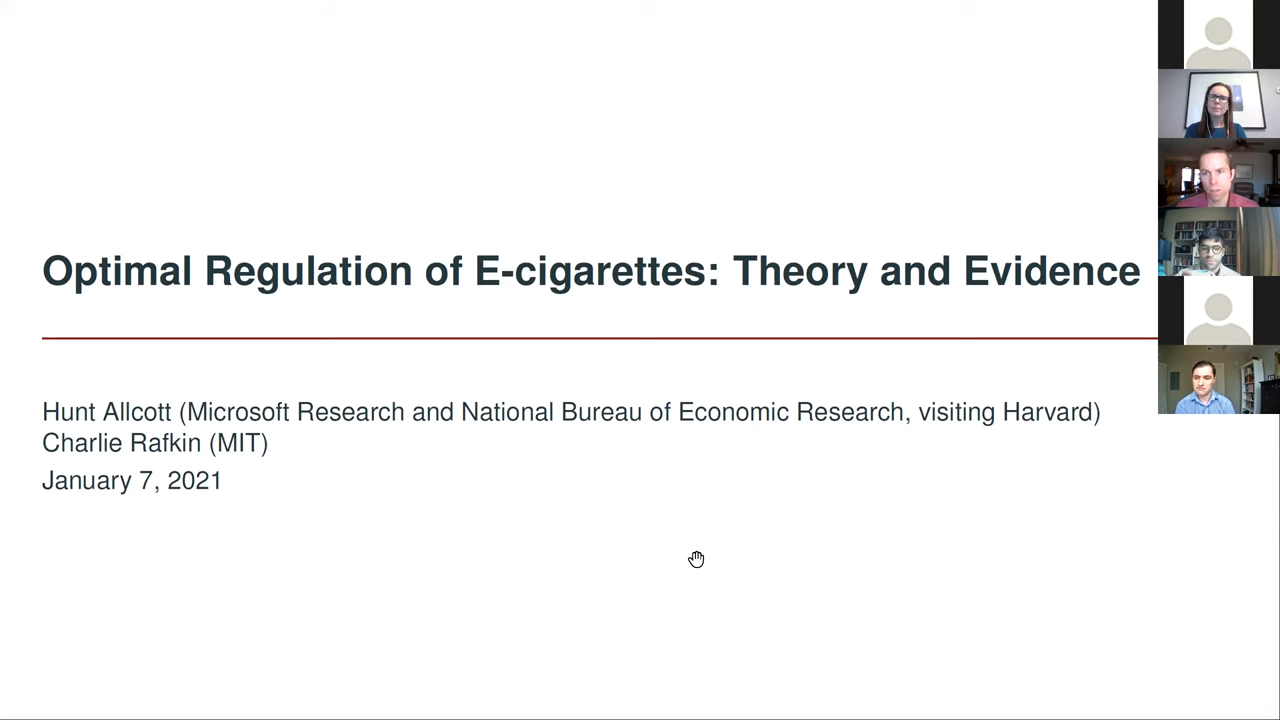 Optimal Regulation of E-cigarettes: Theory and Evidence
Hunt Allcott (Microsoft Research and National Bureau of Economic Research, visiting Harvard)
Charlie Rafkin (MIT)
January 7, 2021